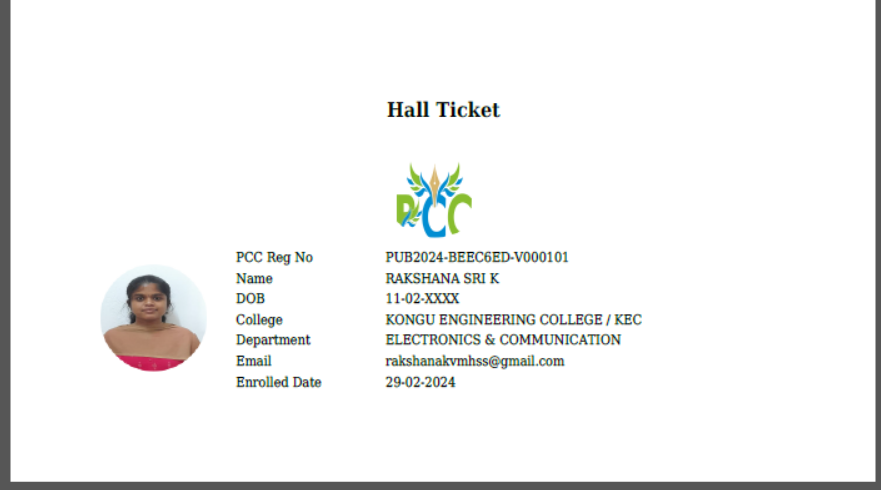 Hall Ticket
PCC
PCC Reg No PUB2024-BEEC6ED-V000101
Name RAKSHANA SRI K
DOB 11-02-XXXX
College KONGU ENGINEERING COLLEGE / KEC
Department ELECTRONICS & COMMUNICATION
Email rakshanakvmhss@gmail.com
Enrolled Date 29-02-2024